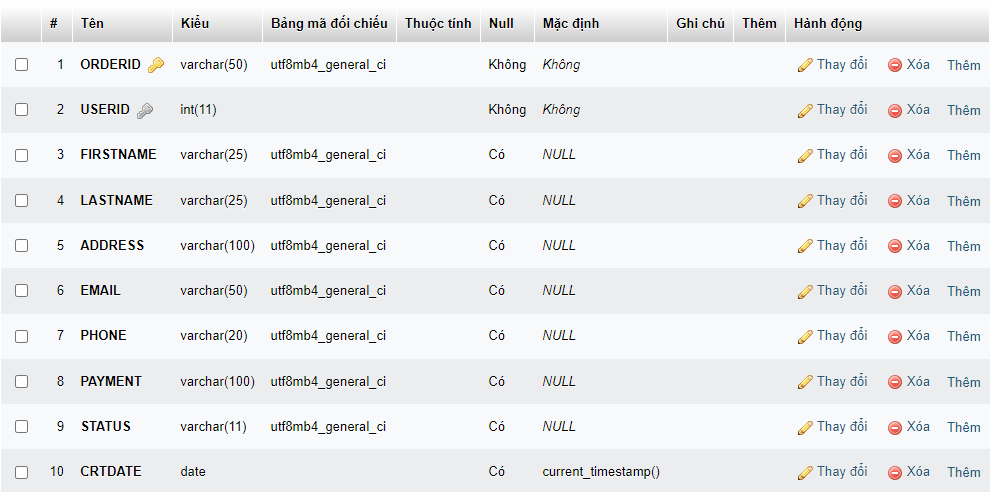 # Tên Kiểu Bảng mã đối chiếu Thuộc tính Null Mặc định Ghi chú Thêm Hành động
1 ORDERID varchar(50) utf8mb4_general_ci Không Không Thay đổi Xóa Thêm
2 USERID int(11) Không Không Thay đổi Xóa Thêm
3 FIRSTNAME varchar(25) utf8mb4_general_ci Có NULL Thay đổi Xóa Thêm
4 LASTNAME varchar(25) utf8mb4_general_ci Có NULL Thay đổi Xóa Thêm
5 ADDRESS varchar(100) utf8mb4_general_ci Có NULL Thay đổi Xóa Thêm
6 EMAIL varchar(50) utf8mb4_general_ci Có NULL Thay đổi Xóa Thêm
7 PHONE varchar(20) utf8mb4_general_ci Có NULL Thay đổi Xóa Thêm
8 PAYMENT varchar(100) utf8mb4_general_ci Có NULL Thay đổi Xóa Thêm
9 STATUS varchar(11) utf8mb4_general_ci Có NULL Thay đổi Xóa Thêm
10 CRTDATE date Có current_timestamp() Thay đổi Xóa Thêm